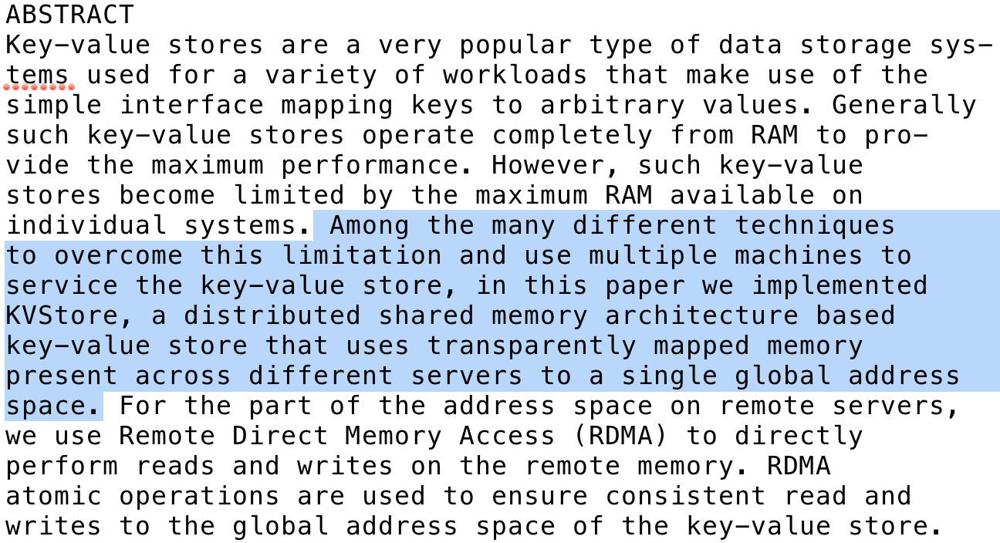 ABSTRACT
Key-value stores are a very popular type of data storage sys-
tems used for a variety of workloads that make use of the
simple interface mapping keys to arbitrary values. Generally
such key-value stores operate completely from RAM to pro-
vide the maximum performance. However, such key-value
stores become limited by the maximum RAM available on
individual systems. Among the many different techniques
to overcome this limitation and use multiple machines to
service the key-value store, in this paper we implemented
KVStore, a distributed shared memory architecture based
key-value store that uses transparently mapped memory
present across different servers to a single global address
space. For the part of the address space on remote servers,
we use Remote Direct Memory Access (RDMA) to directly
perform reads and writes on the remote memory. RDMA
atomic operations are used to ensure consistent read and
writes to the global address space of the key-value store.